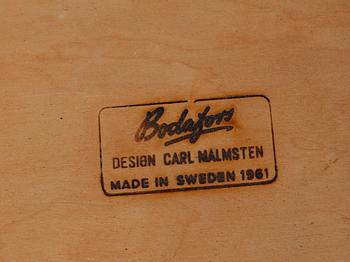 Bodafors
DESIGN CARL MALMSTEN
MADE IN SWEDEN 1961